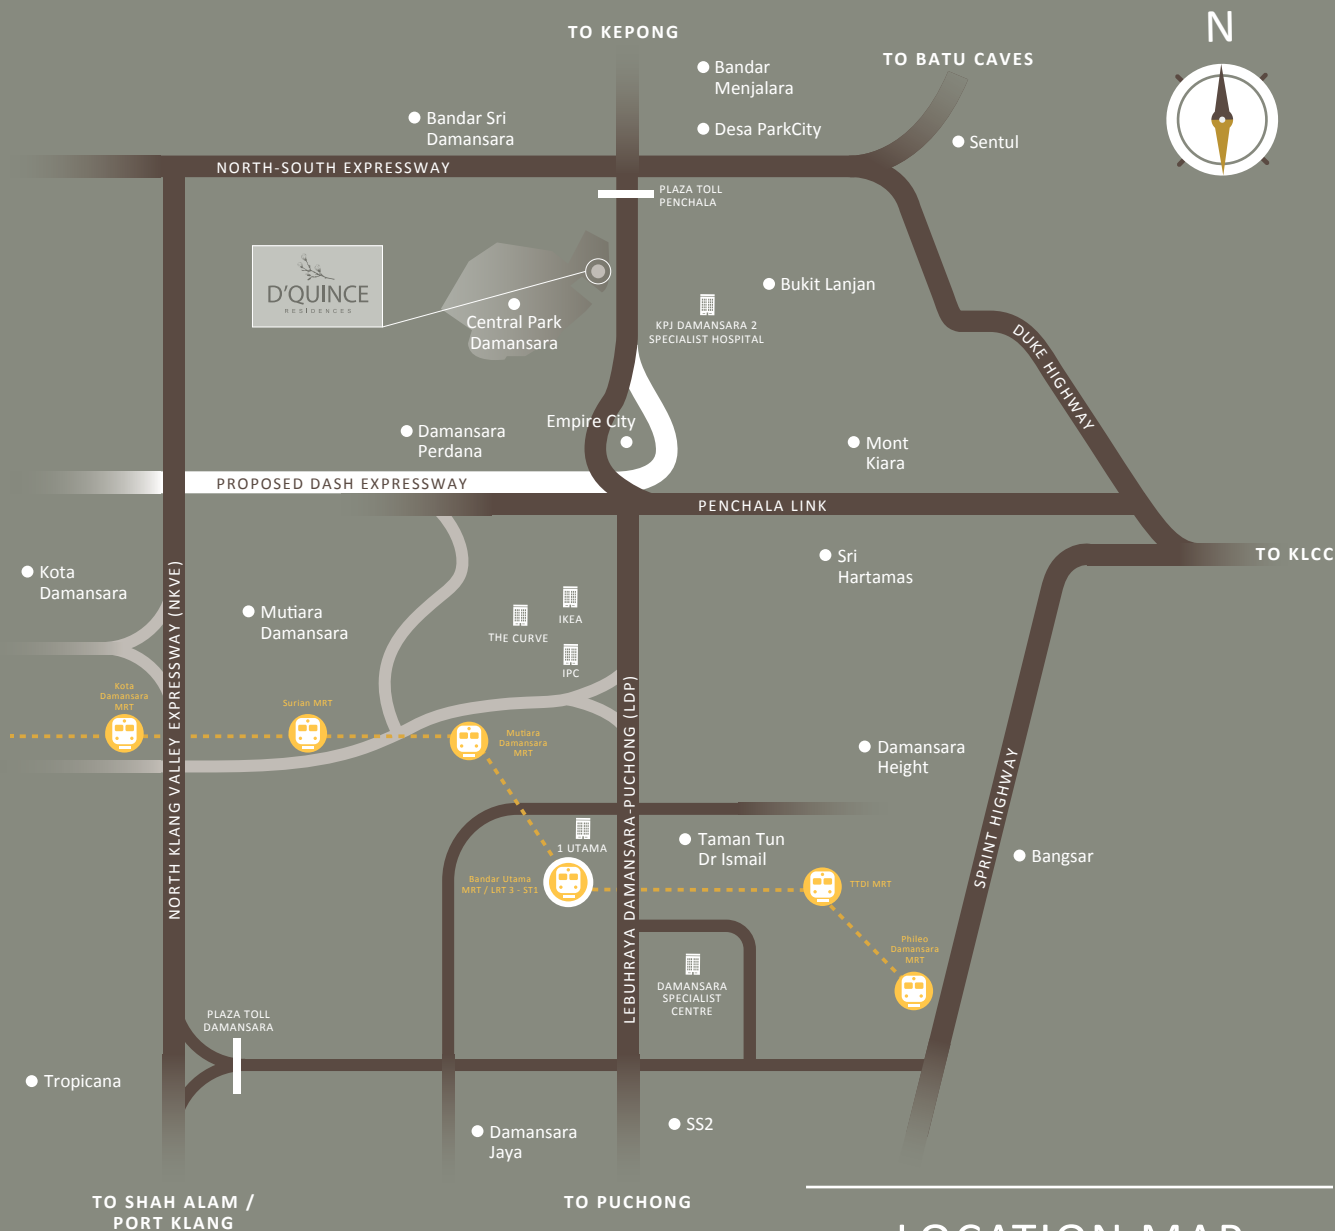 N
TO KEPONG
TO BATU CAVES
Bandar
Menjalara
Bandar Sri
Damansara
Desa ParkCity
Sentul
NORTH-SOUTH EXPRESSWAY
PLAZA TOLL
PENCHALA
D'QUINCE
RESIDENCES
Bukit Lanjan
Central Park
Damansara
KPJ DAMANSARA 2
SPECIALIST HOSPITAL
DUKE HIGHWAY
Empire City
Damansara
Perdana
Mont
Kiara
PROPOSED DASH EXPRESSWAY
PENCHALA LINK
TO KLCC
Sri
Hartamas
Kota
Damansara
Mutiara
Damansara
IKEA
THE CURVE
IPC
NORTH KLANG VALLEY EXPRESSWAY (NKVE)
LEBUHRAYA DAMANSARA-PUCHONG (LDP)
Kota
Damansara
MRT
Surian MRT
Mutiara
Damansara
MRT
Damansara
Height
SPRINT HIGHWAY
1 UTAMA
Taman Tun
Dr Ismail
Bangsar
Bandar Utama
MRT / LRT 3 - ST1
TTDI MRT
Phileo
Damansara
MRT
DAMANSARA
SPECIALIST
CENTRE
PLAZA TOLL
DAMANSARA
Tropicana
SS2
Damansara
Jaya
TO SHAH ALAM /
PORT KLANG
TO PUCHONG
LOCATION MAP